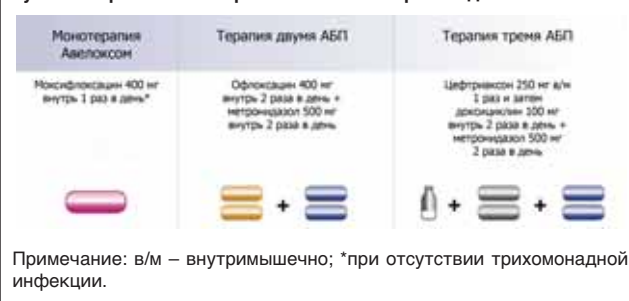 Монотерапия Авелоксом
Терапия двумя АБП
Терапия тремя АБП
Моксифлоксацин 400 мг
внутрь 1 раз в день*
Офлоксацин 400 мг
внутрь 2 раза в день +
метронидазол 500 мг
внутрь 2 раза в день
Цефтриаксон 250 мг в/м
1 раз и затем
доксициклин 100 мг
внутрь 2 раза в день +
метронидазол 500 мг
2 раза в день
+
+ +
Примечание: в/м – внутримышечно; *при отсутствии трихомонадной
инфекции.